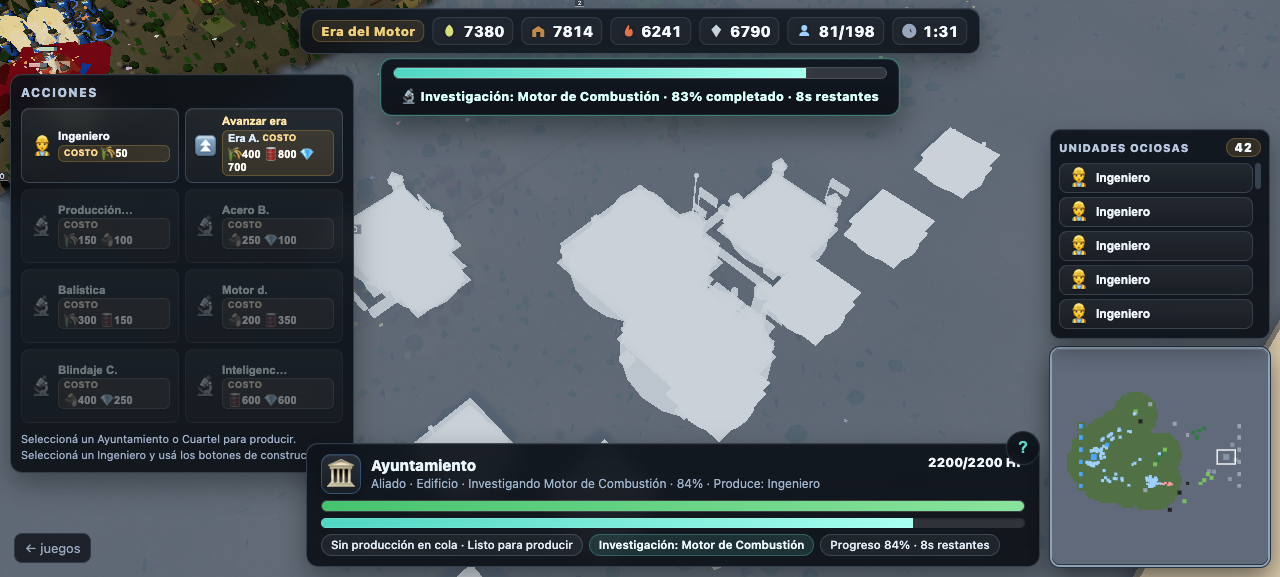 Era del Motor 7380 7814 6241 6790 81/198 1:31
2
Investigación: Motor de Combustión · 83% completado · 8s restantes
ACCIONES
Ingeniero
COSTO 50
Avanzar era
Era A. COSTO
400 800
700
Producción...
COSTO
150 100
Acero B.
COSTO
250 100
Balística
COSTO
300 150
Motor d.
COSTO
200 350
Blindaje C.
COSTO
400 250
Inteligenc...
COSTO
600 600
Seleccioná un Ayuntamiento o Cuartel para producir.
Seleccioná un Ingeniero y usá los botones de construc
UNIDADES OCIOSAS 42
Ingeniero
Ingeniero
Ingeniero
Ingeniero
Ingeniero
?
Ayuntamiento
2200/2200
Aliado · Edificio · Investigando Motor de Combustión · 84% · Produce: Ingeniero
Sin producción en cola · Listo para producir
Investigación: Motor de Combustión
Progreso 84% · 8s restantes
← juegos